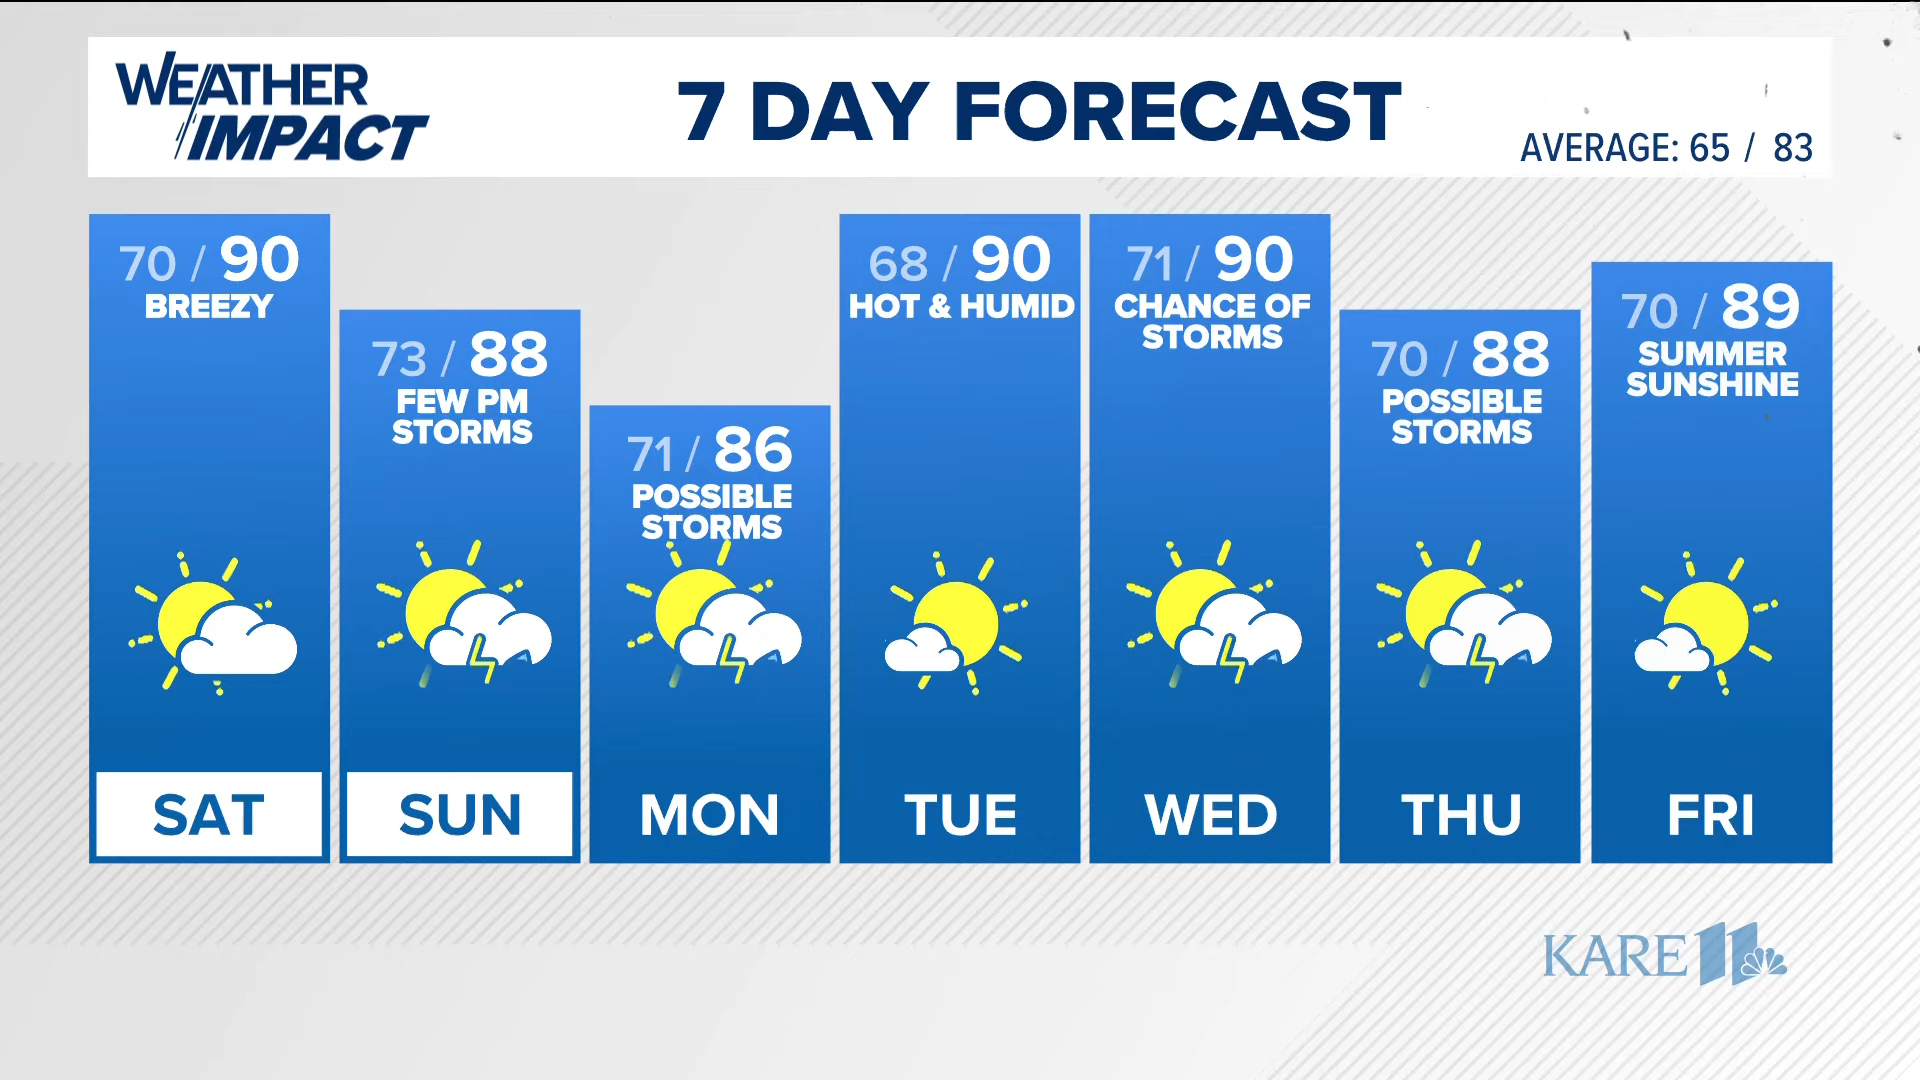 WEATHER
IMPACT
7 DAY FORECAST
AVERAGE: 65 / 83
70 / 90
BREEZY
SAT
73 / 88
FEW PM
STORMS
SUN
71 / 86
POSSIBLE
STORMS
MON
68 / 90
HOT & HUMID
TUE
71 / 90
CHANCE OF
STORMS
WED
70 / 88
POSSIBLE
STORMS
THU
70 / 89
SUMMER
SUNSHINE
FRI
KARE 11